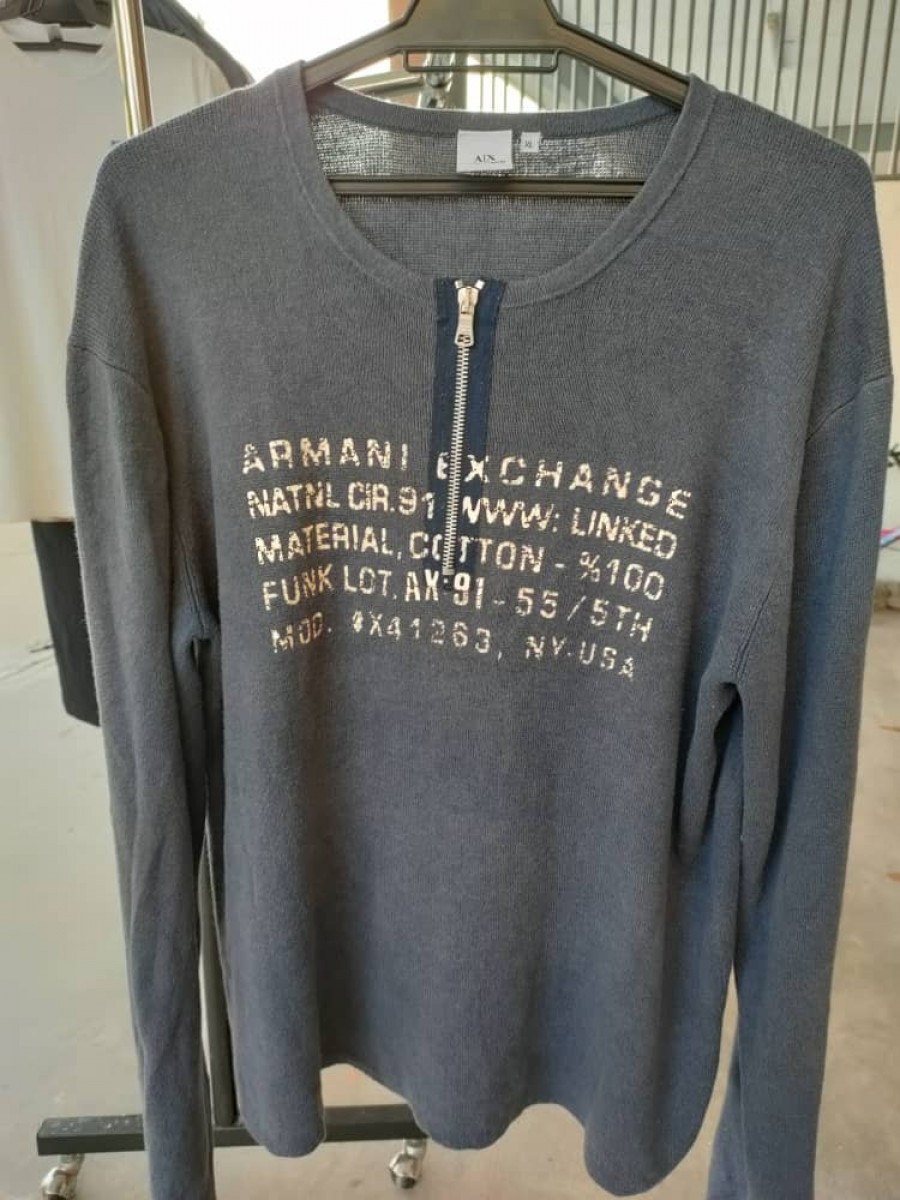 A|X
XL
ARMANI EXCHANGE
NATNL CIR.91 WWW: LINKED
MATERIAL, COTTON - %100
FUNK LOT. AX'91 - 55 / 5TH
MOD. #X41263, NY-USA